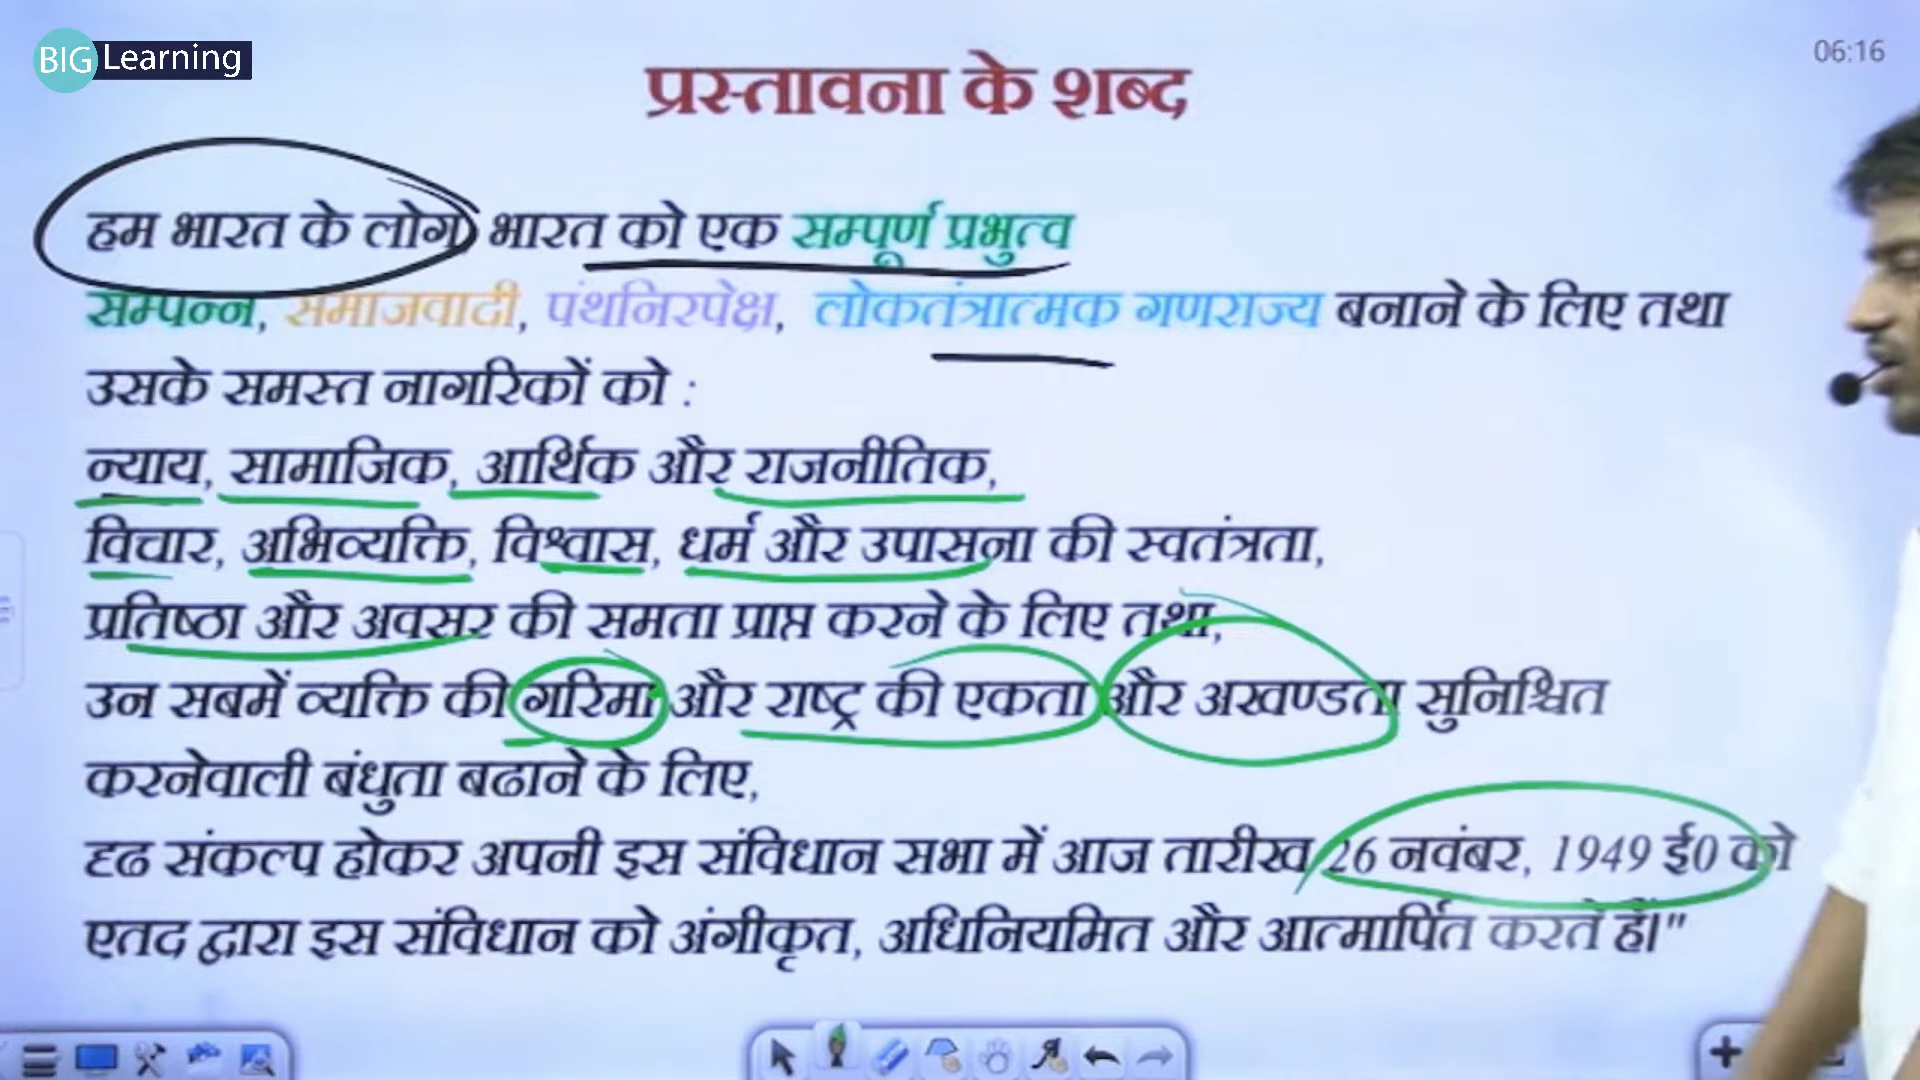 BIG Learning
06:16
प्रस्तावना के शब्द
हम भारत के लोग, भारत को एक सम्पूर्ण प्रभुत्व
सम्पन्न, समाजवादी, पंथनिरपेक्ष, लोकतंत्रात्मक गणराज्य बनाने के लिए तथा
उसके समस्त नागरिकों को :
न्याय, सामाजिक, आर्थिक और राजनीतिक,
विचार, अभिव्यक्ति, विश्वास, धर्म और उपासना की स्वतंत्रता,
प्रतिष्ठा और अवसर की समता प्राप्त करने के लिए तथा,
उन सबमें व्यक्ति की गरिमा और राष्ट्र की एकता और अखण्डता सुनिश्चित
करनेवाली बंधुता बढाने के लिए,
दृढ संकल्प होकर अपनी इस संविधान सभा में आज तारीख 26 नवंबर, 1949 ई0 को
एतद द्वारा इस संविधान को अंगीकृत, अधिनियमित और आत्मार्पित करते हैं।"